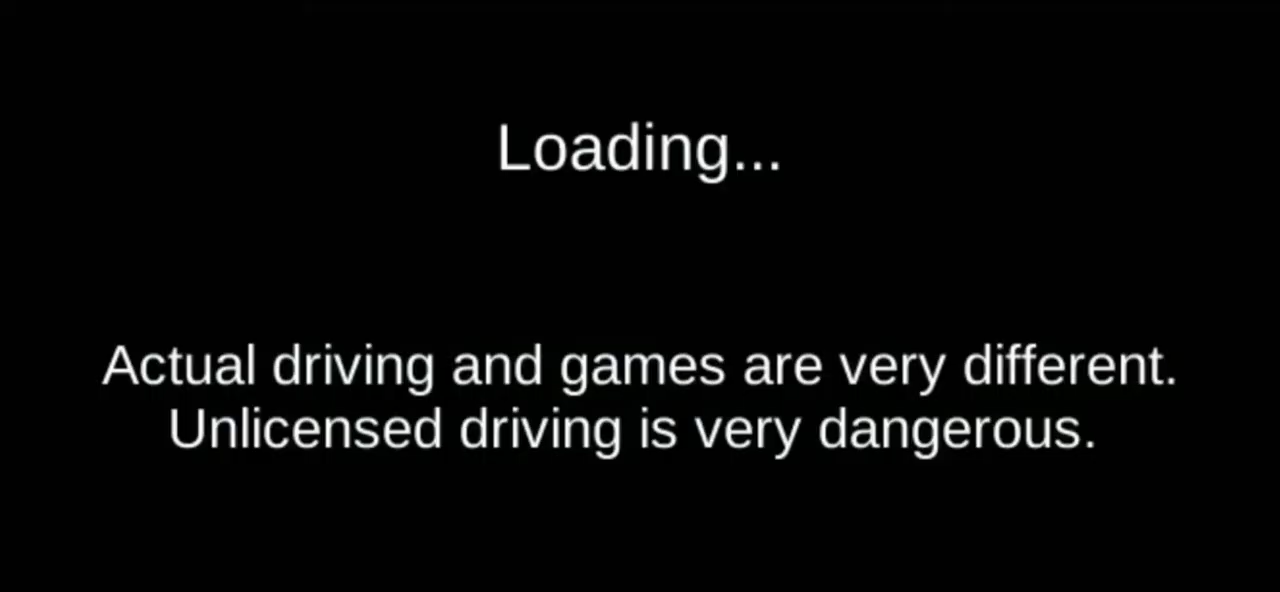 Loading...
Actual driving and games are very different.
Unlicensed driving is very dangerous.